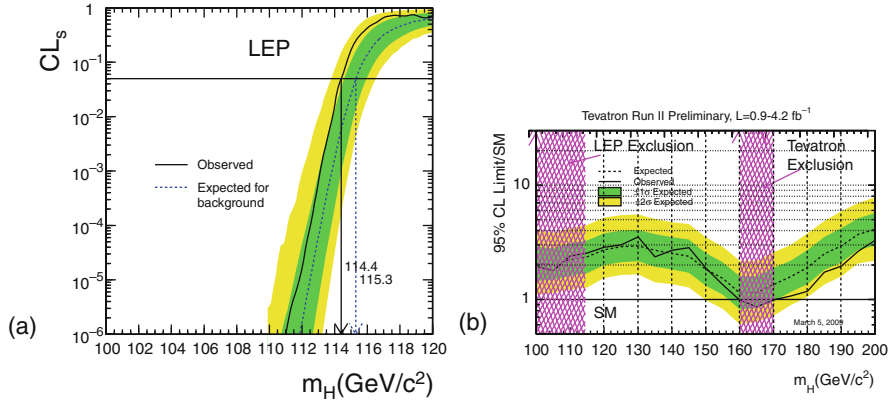 CLs
LEP
1
10⁻¹
10⁻²
10⁻³
10⁻⁴
10⁻⁵
10⁻⁶
Observed
Expected for
background
114.4
115.3
100 102 104 106 108 110 112 114 116 118 120
mH(GeV/c²)
(a)
Tevatron Run II Preliminary, L=0.9-4.2 fb⁻¹
95% CL Limit/SM
10
1
LEP Exclusion
Tevatron
Exclusion
Expected
Observed
±1σ Expected
±2σ Expected
SM
March 5, 2009
100 110 120 130 140 150 160 170 180 190 200
mH(GeV/c²)
(b)